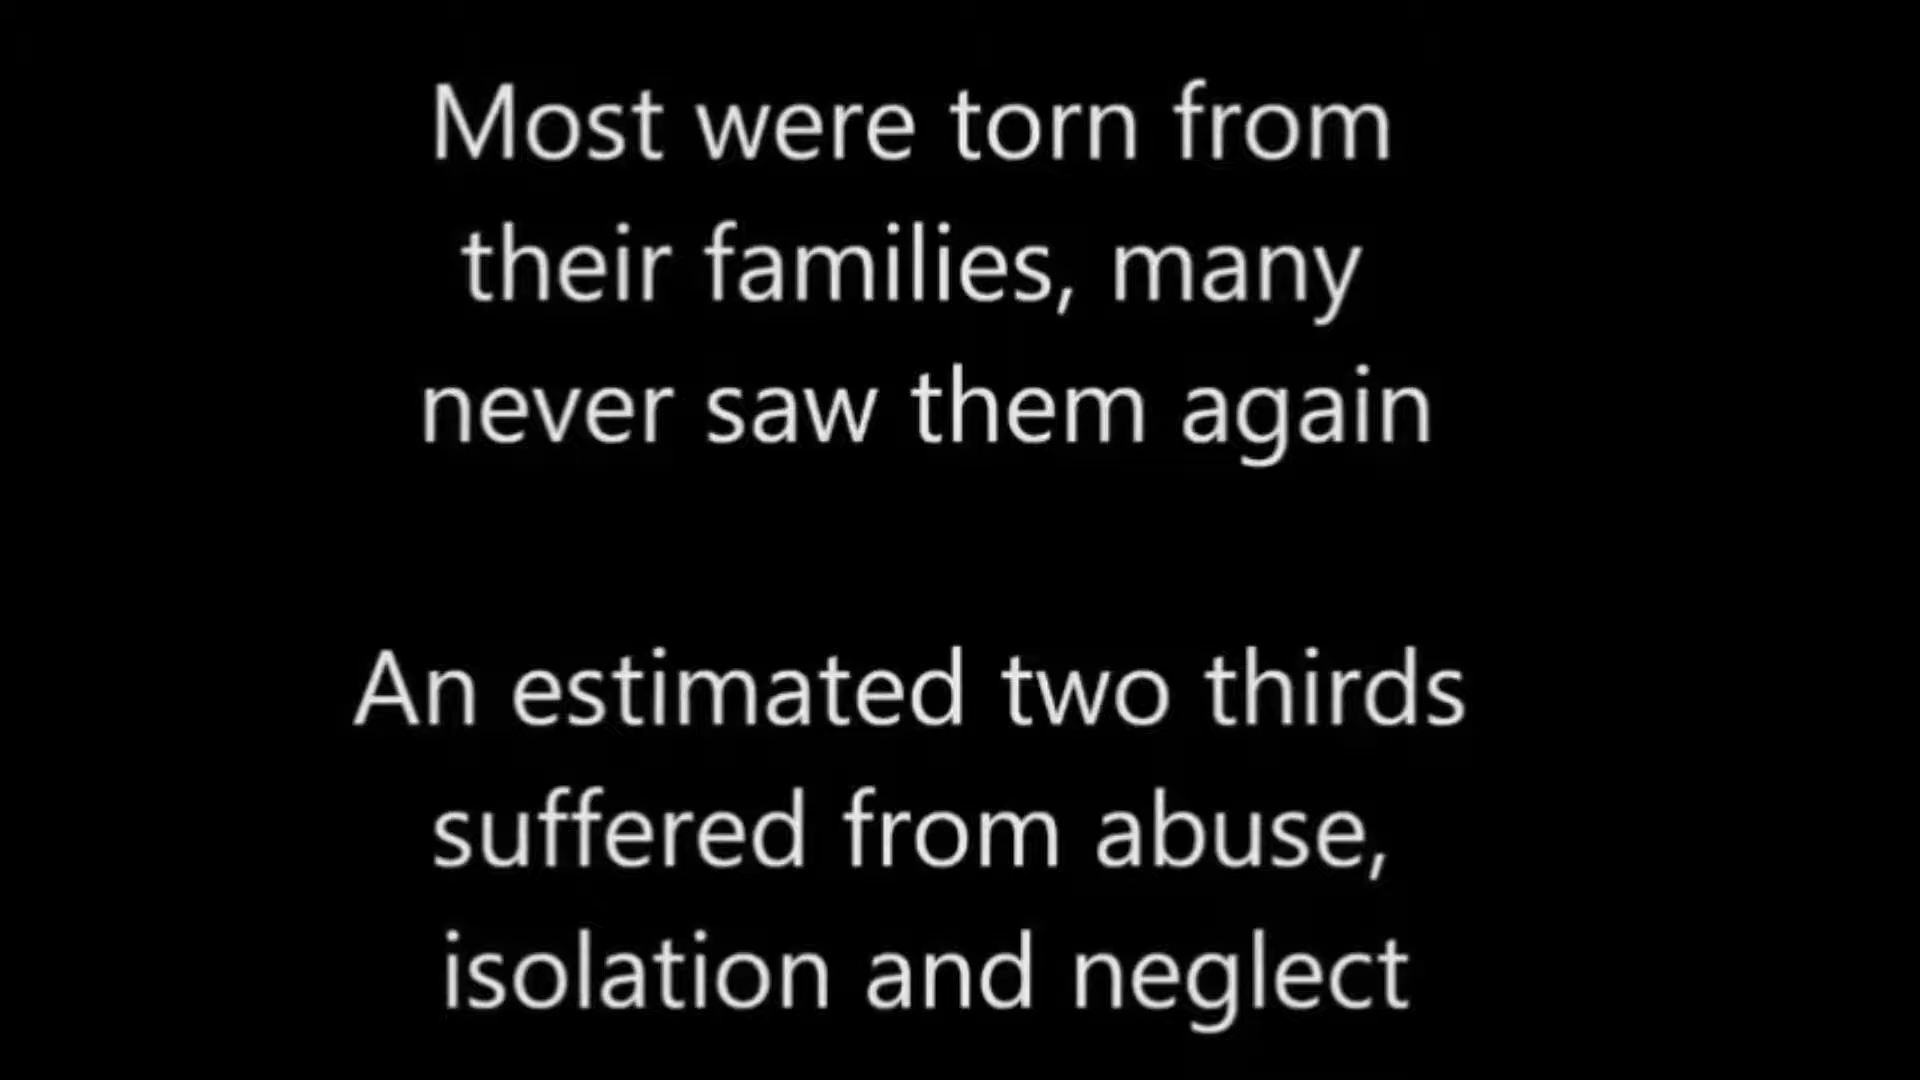 Most were torn from
their families, many
never saw them again
An estimated two thirds
suffered from abuse,
isolation and neglect